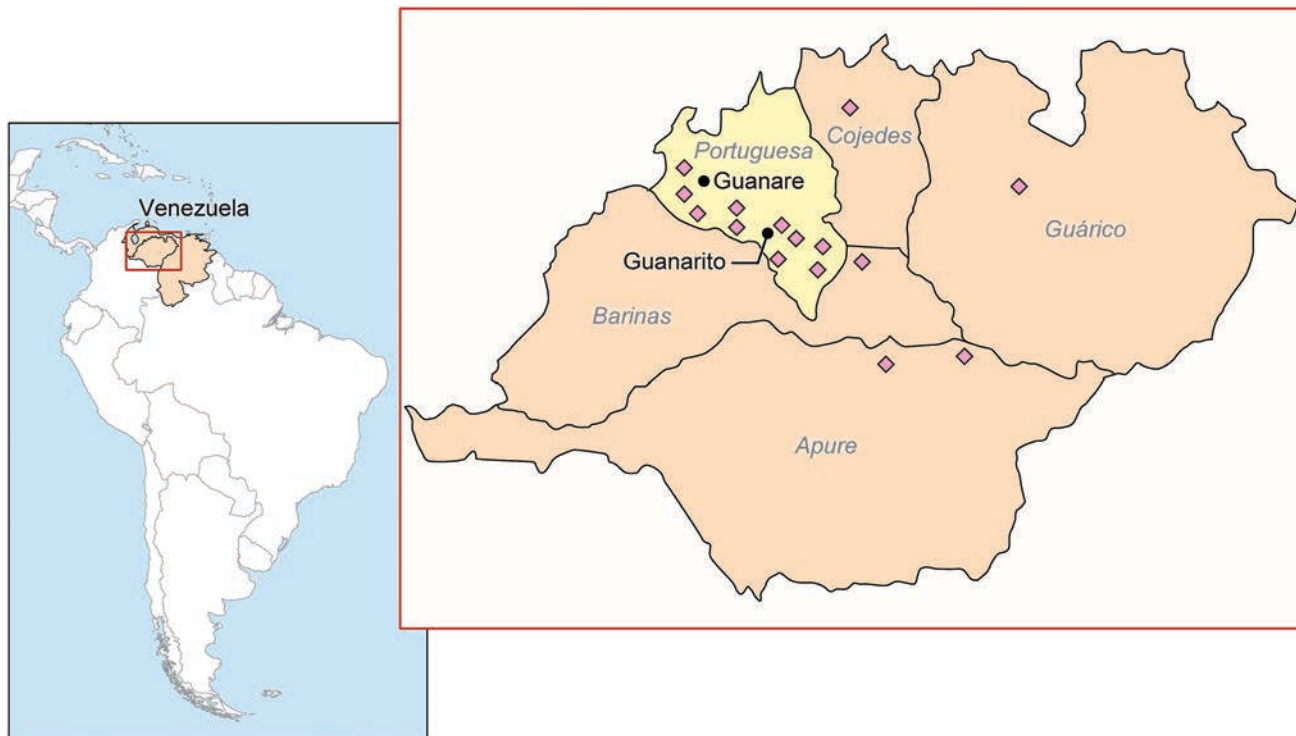 Venezuela
Cojedes
Portuguesa
Guanare
Guárico
Guanarito
Barinas
Apure